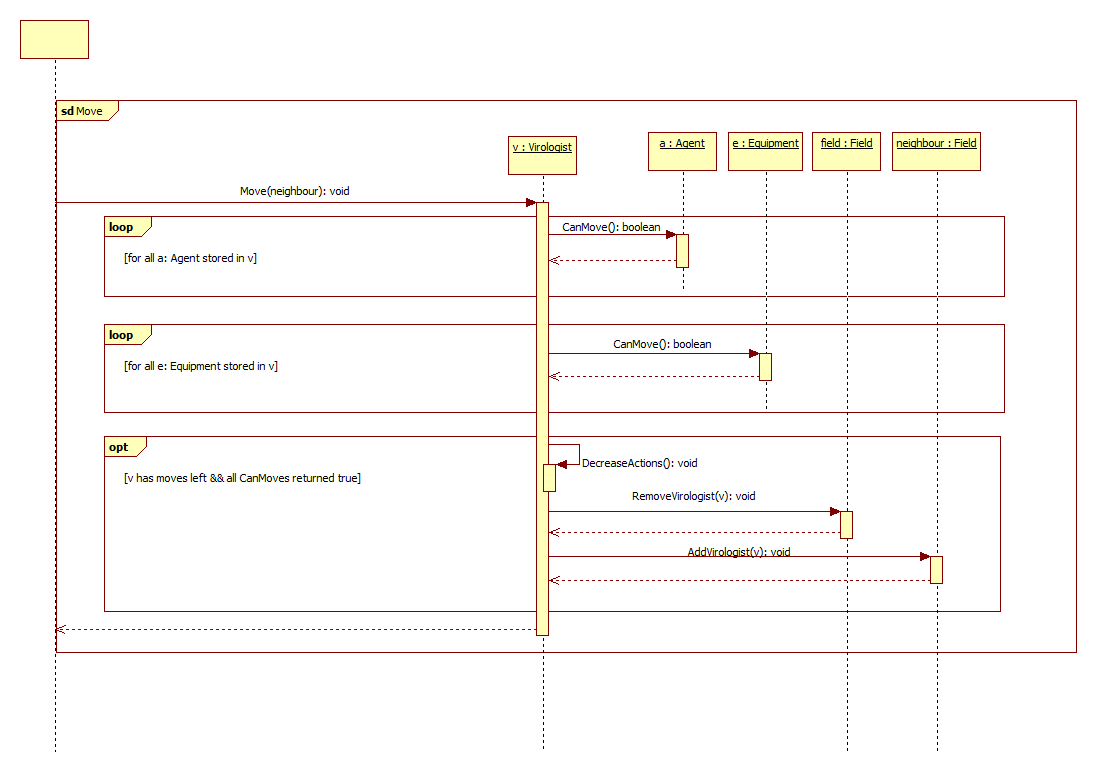 sd Move
v : Virologist
a : Agent
e : Equipment
field : Field
neighbour : Field
Move(neighbour): void
loop
CanMove(): boolean
[for all a: Agent stored in v]
loop
CanMove(): boolean
[for all e: Equipment stored in v]
opt
DecreaseActions(): void
[v has moves left && all CanMoves returned true]
RemoveVirologist(v): void
AddVirologist(v): void